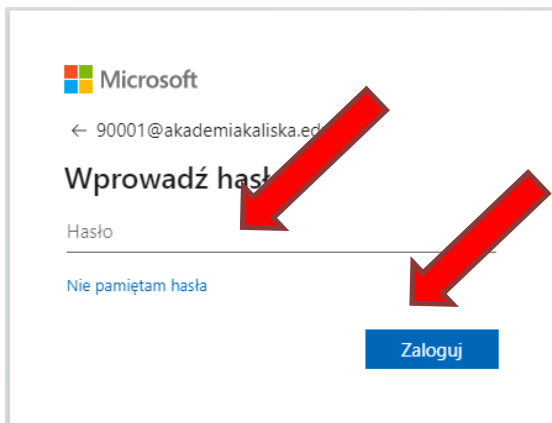 Microsoft
← 90001@akademiakaliska.ed
Wprowadź hasł
Hasło
Nie pamiętam hasła
Zaloguj